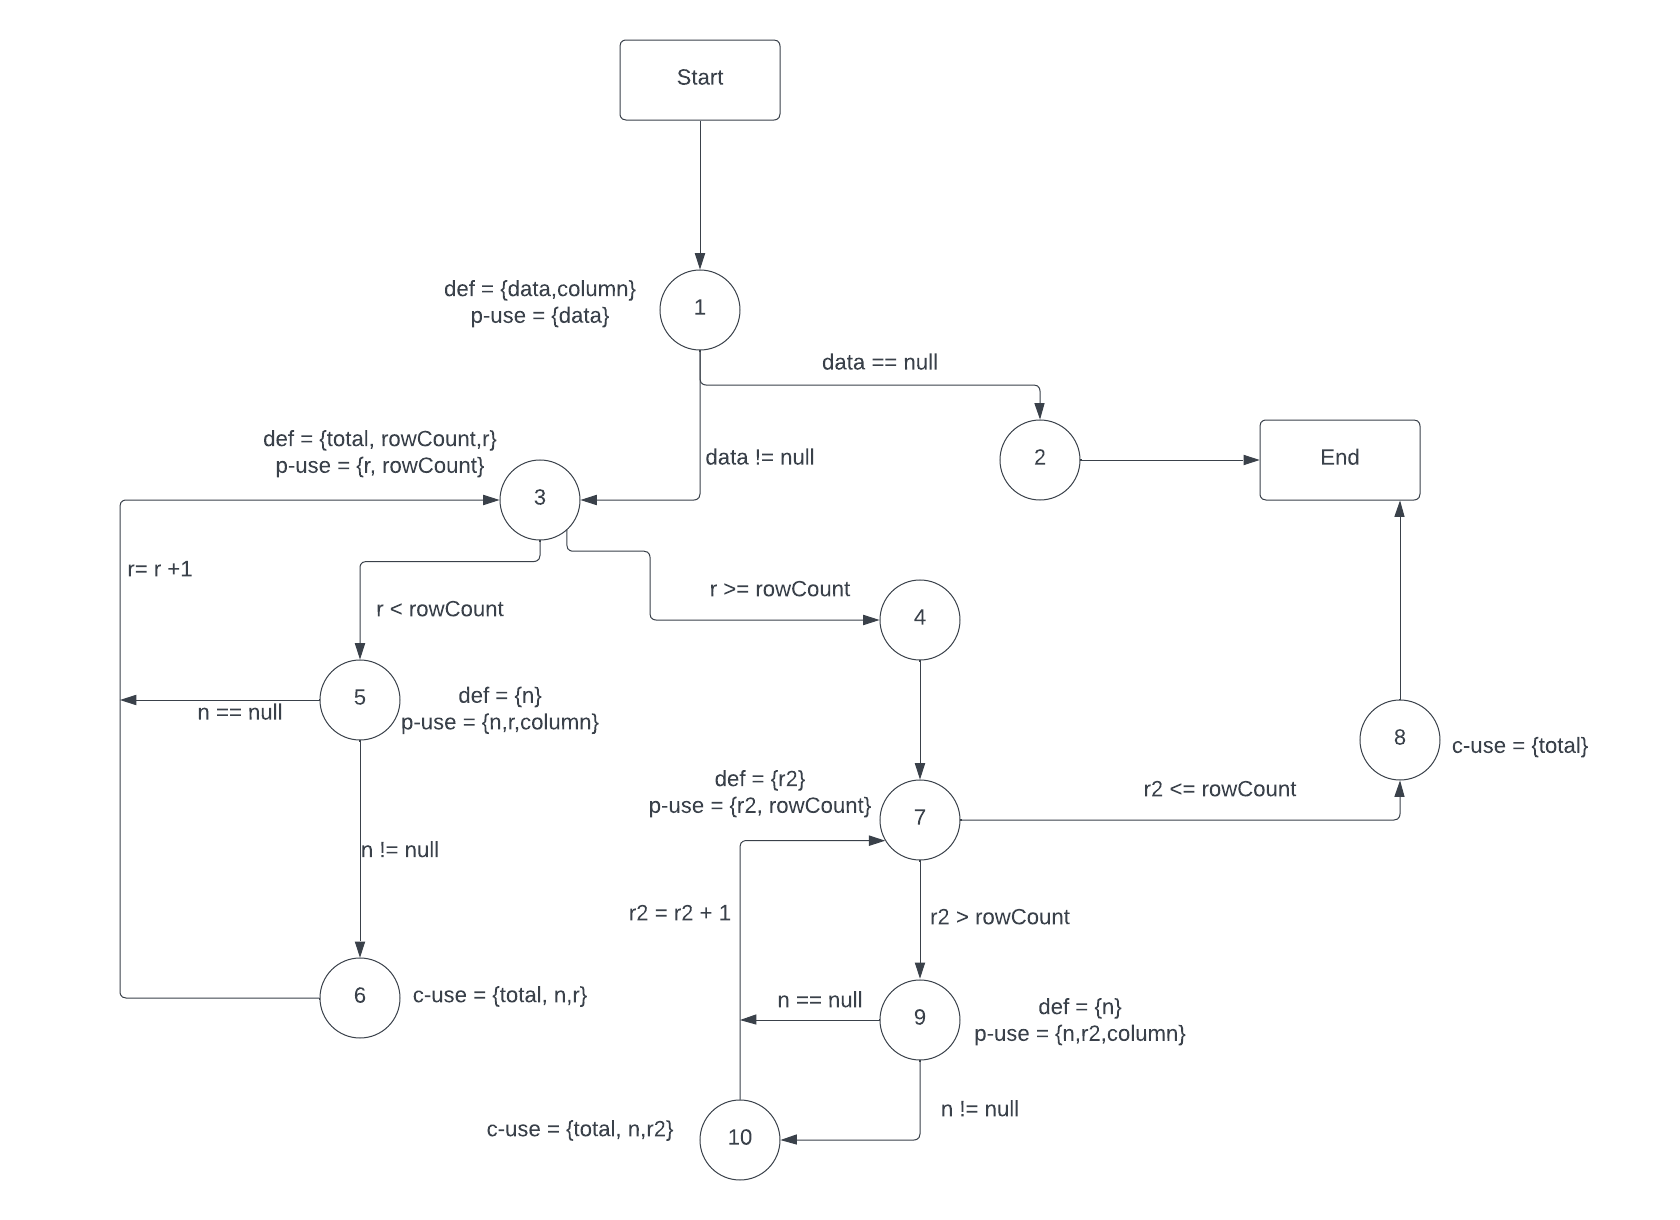 Start
def = {data,column}
p-use = {data}
1
data == null
def = {total, rowCount,r}
p-use = {r, rowCount}
data != null
2
End
3
r= r +1
r < rowCount
r >= rowCount
4
5
def = {n}
p-use = {n,r,column}
n == null
8
c-use = {total}
def = {r2}
p-use = {r2, rowCount}
7
r2 <= rowCount
n != null
r2 = r2 + 1
r2 > rowCount
6
c-use = {total, n,r}
n == null
9
def = {n}
p-use = {n,r2,column}
n != null
c-use = {total, n,r2}
10